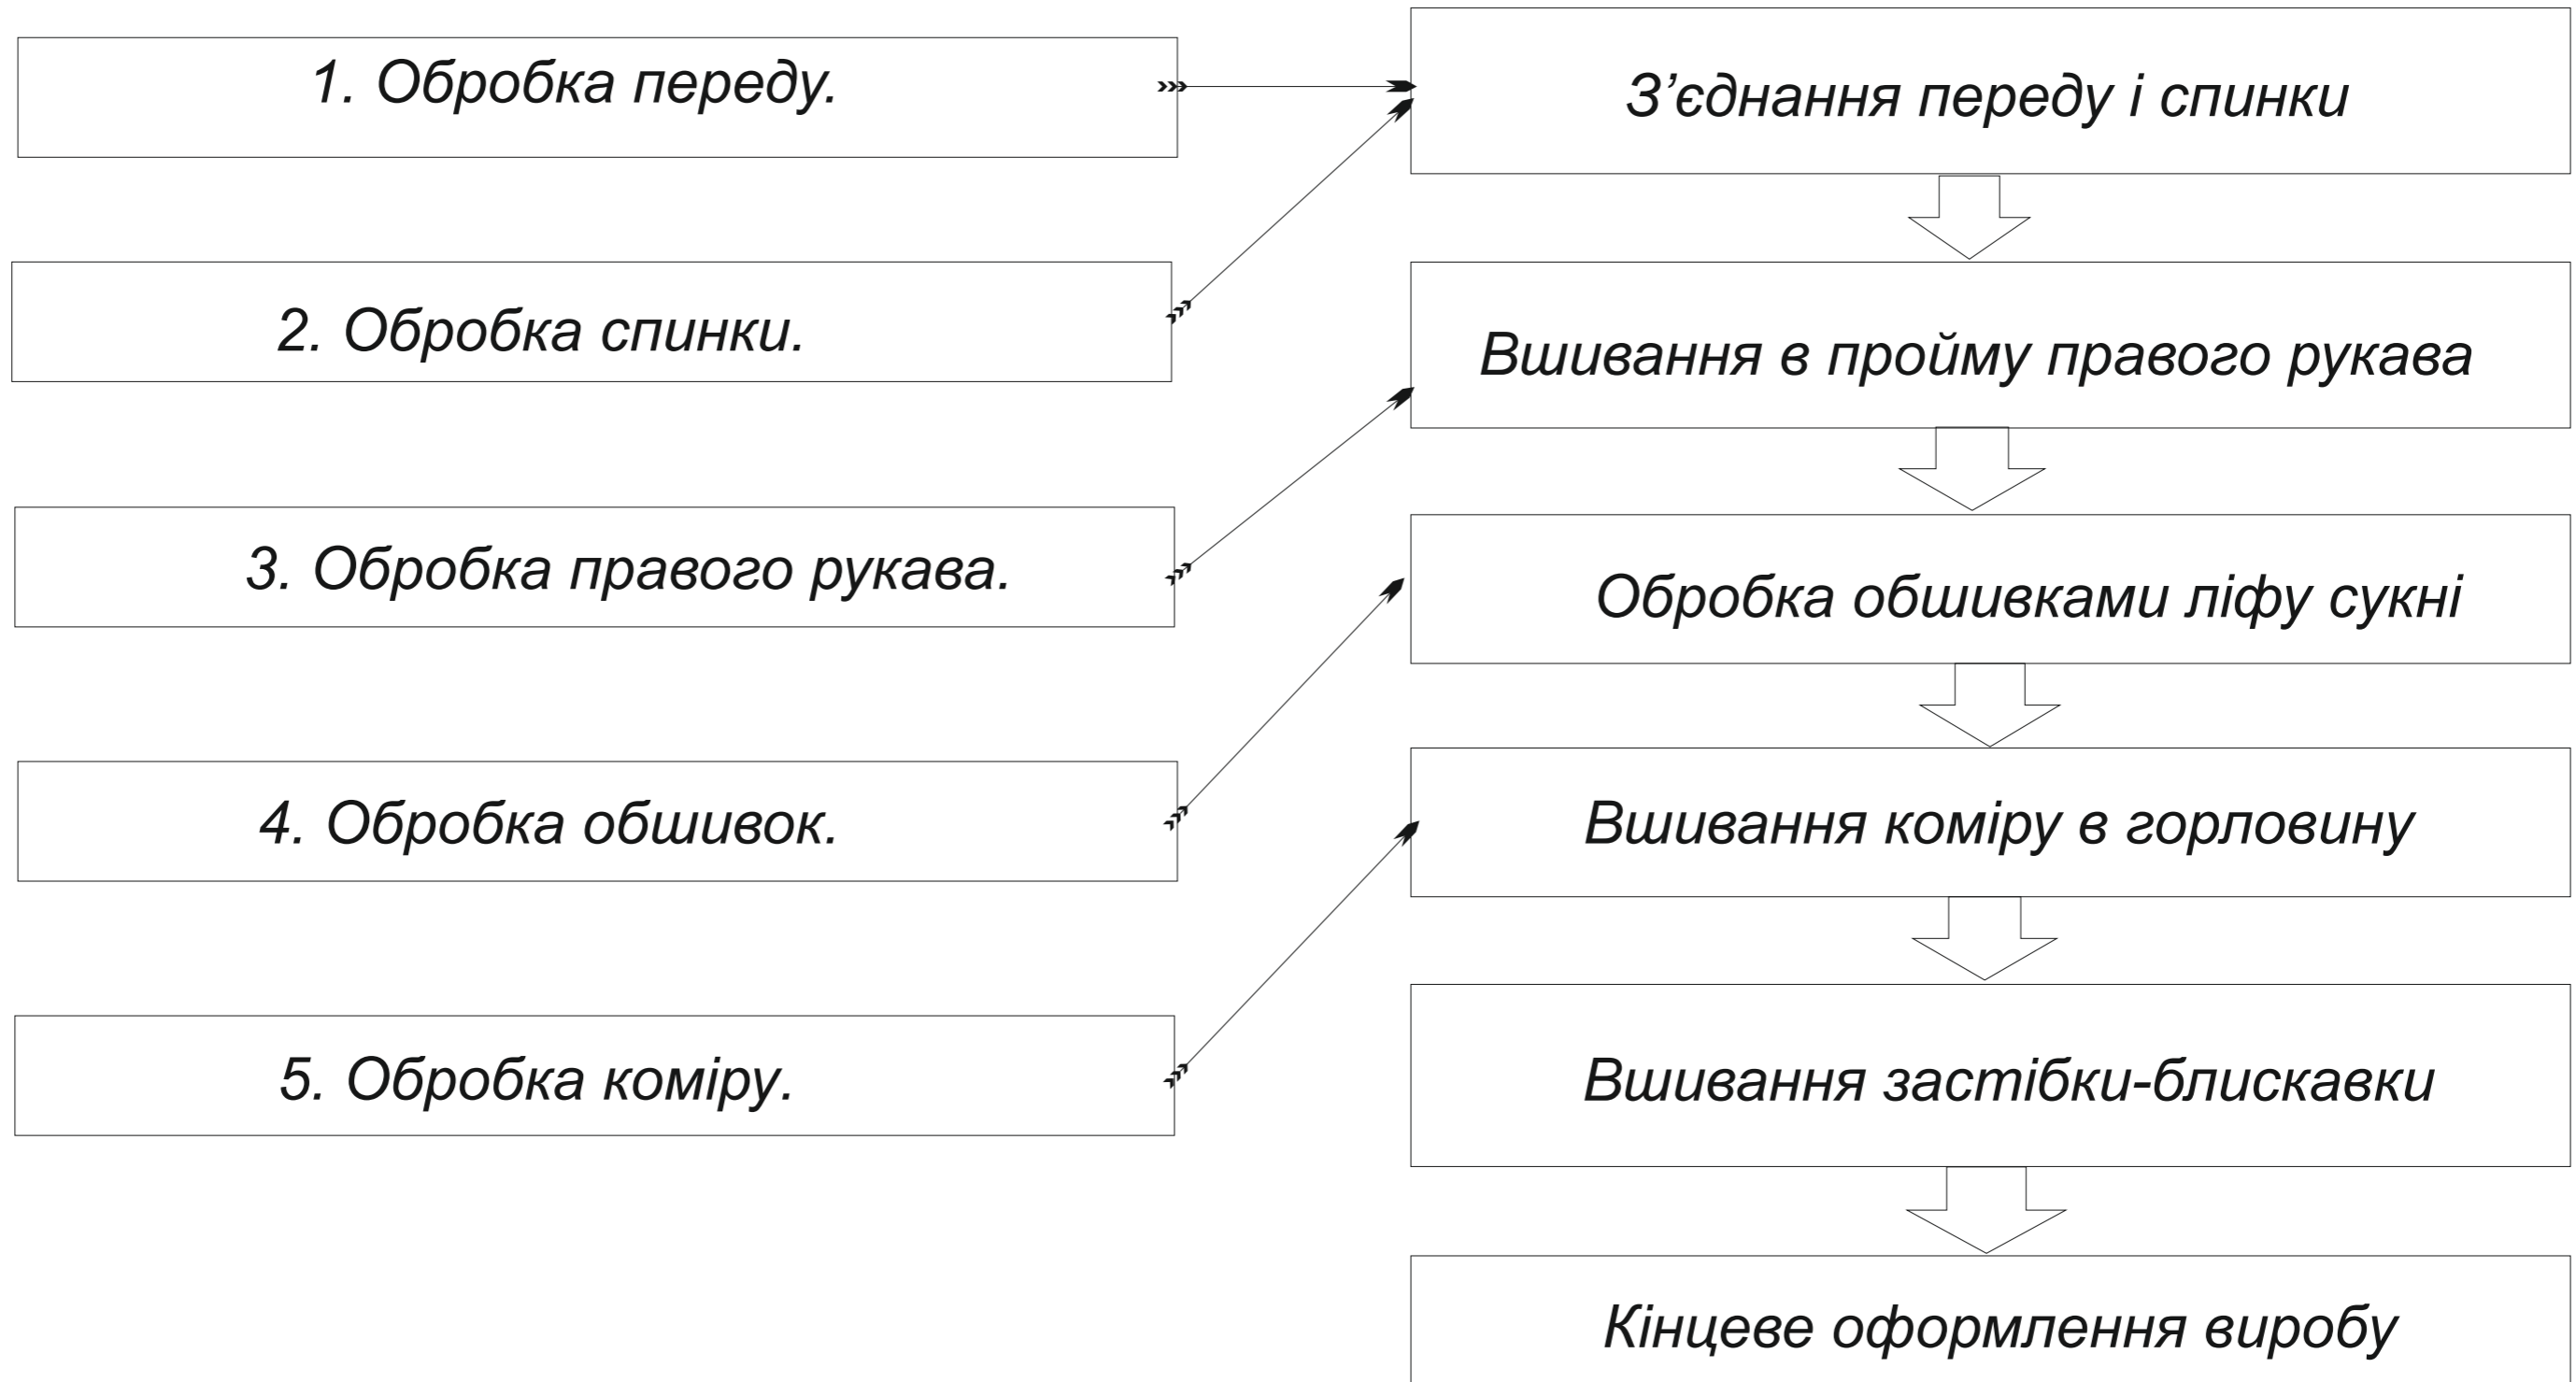 1. Обробка переду.
2. Обробка спинки.
3. Обробка правого рукава.
4. Обробка обшивок.
5. Обробка коміру.
З’єднання переду і спинки
Вшивання в пройму правого рукава
Обробка обшивками ліфу сукні
Вшивання коміру в горловину
Вшивання застібки-блискавки
Кінцеве оформлення виробу